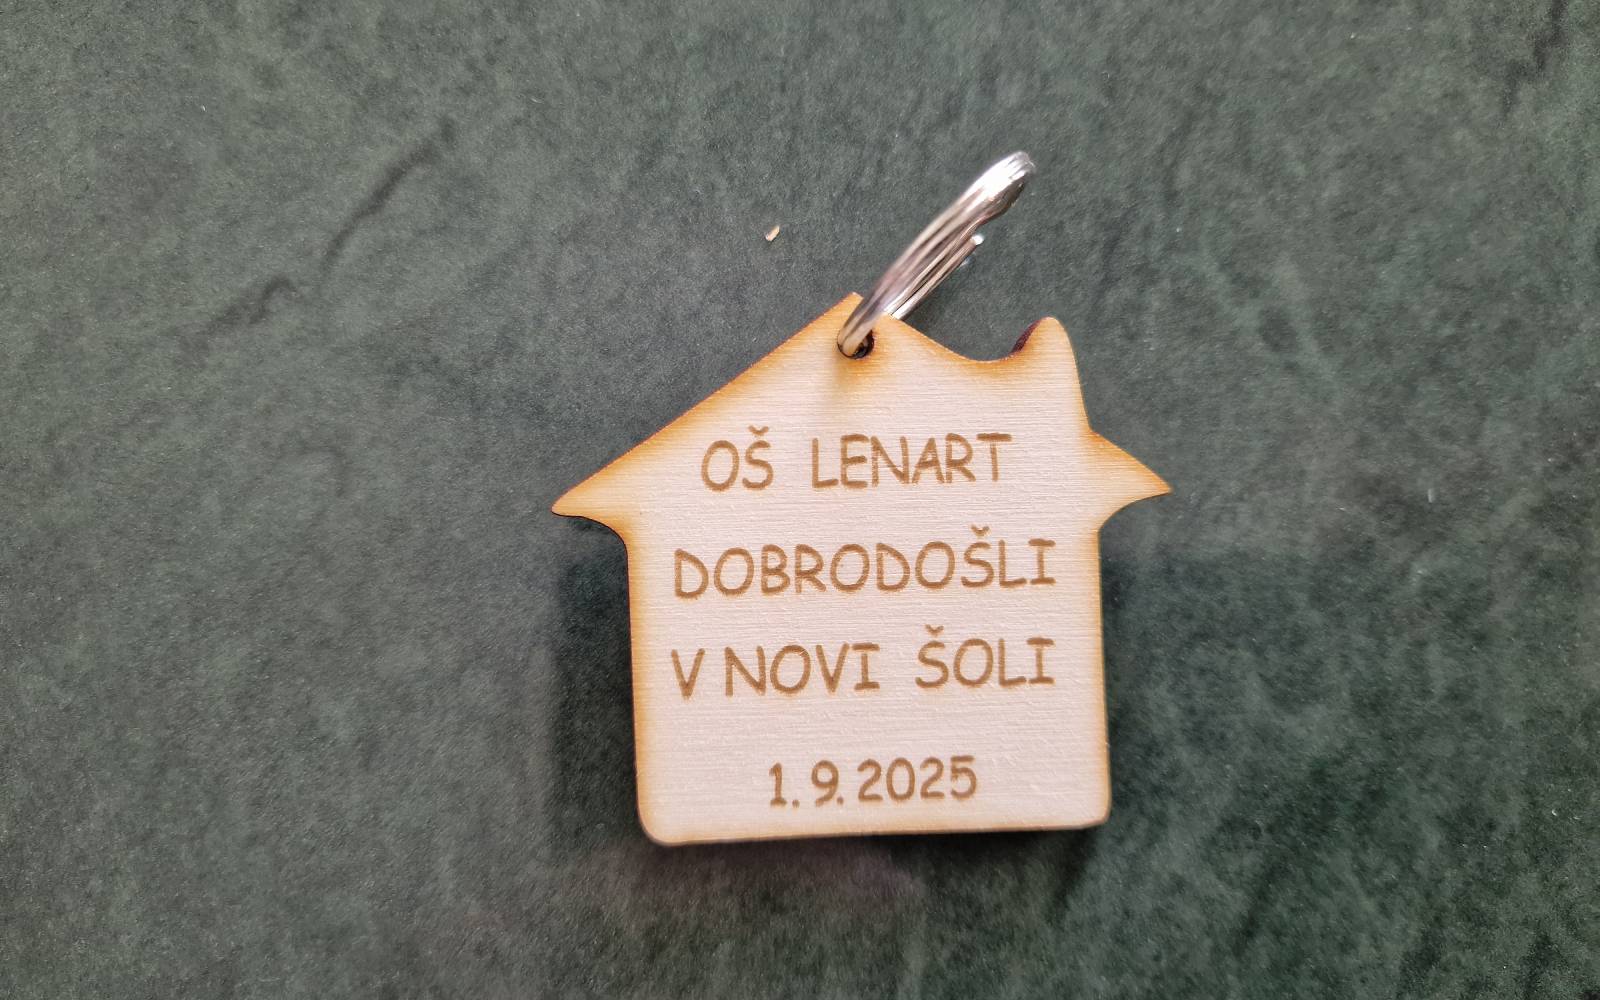 OŠ LENART
DOBRODOŠLI
V NOVI ŠOLI
1.9.2025